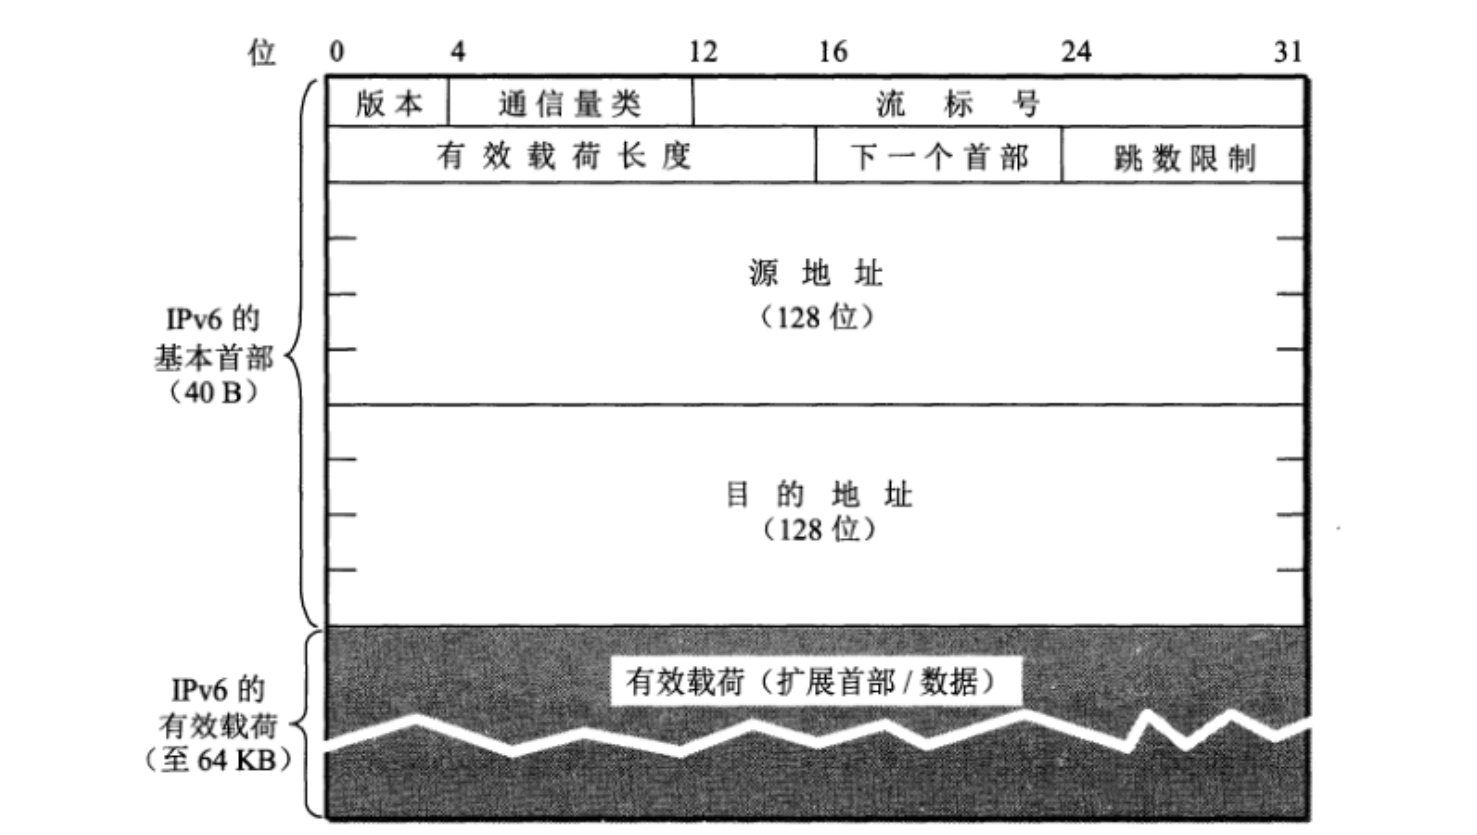 位 0 4 12 16 24 31
版本 通信量类 流标号
有效载荷长度 下一个首部 跳数限制
源地址
（128 位）
IPv6 的
基本首部
（40 B）
目的地址
（128 位）
有效载荷（扩展首部 / 数据）
IPv6 的
有效载荷
（至 64 KB）